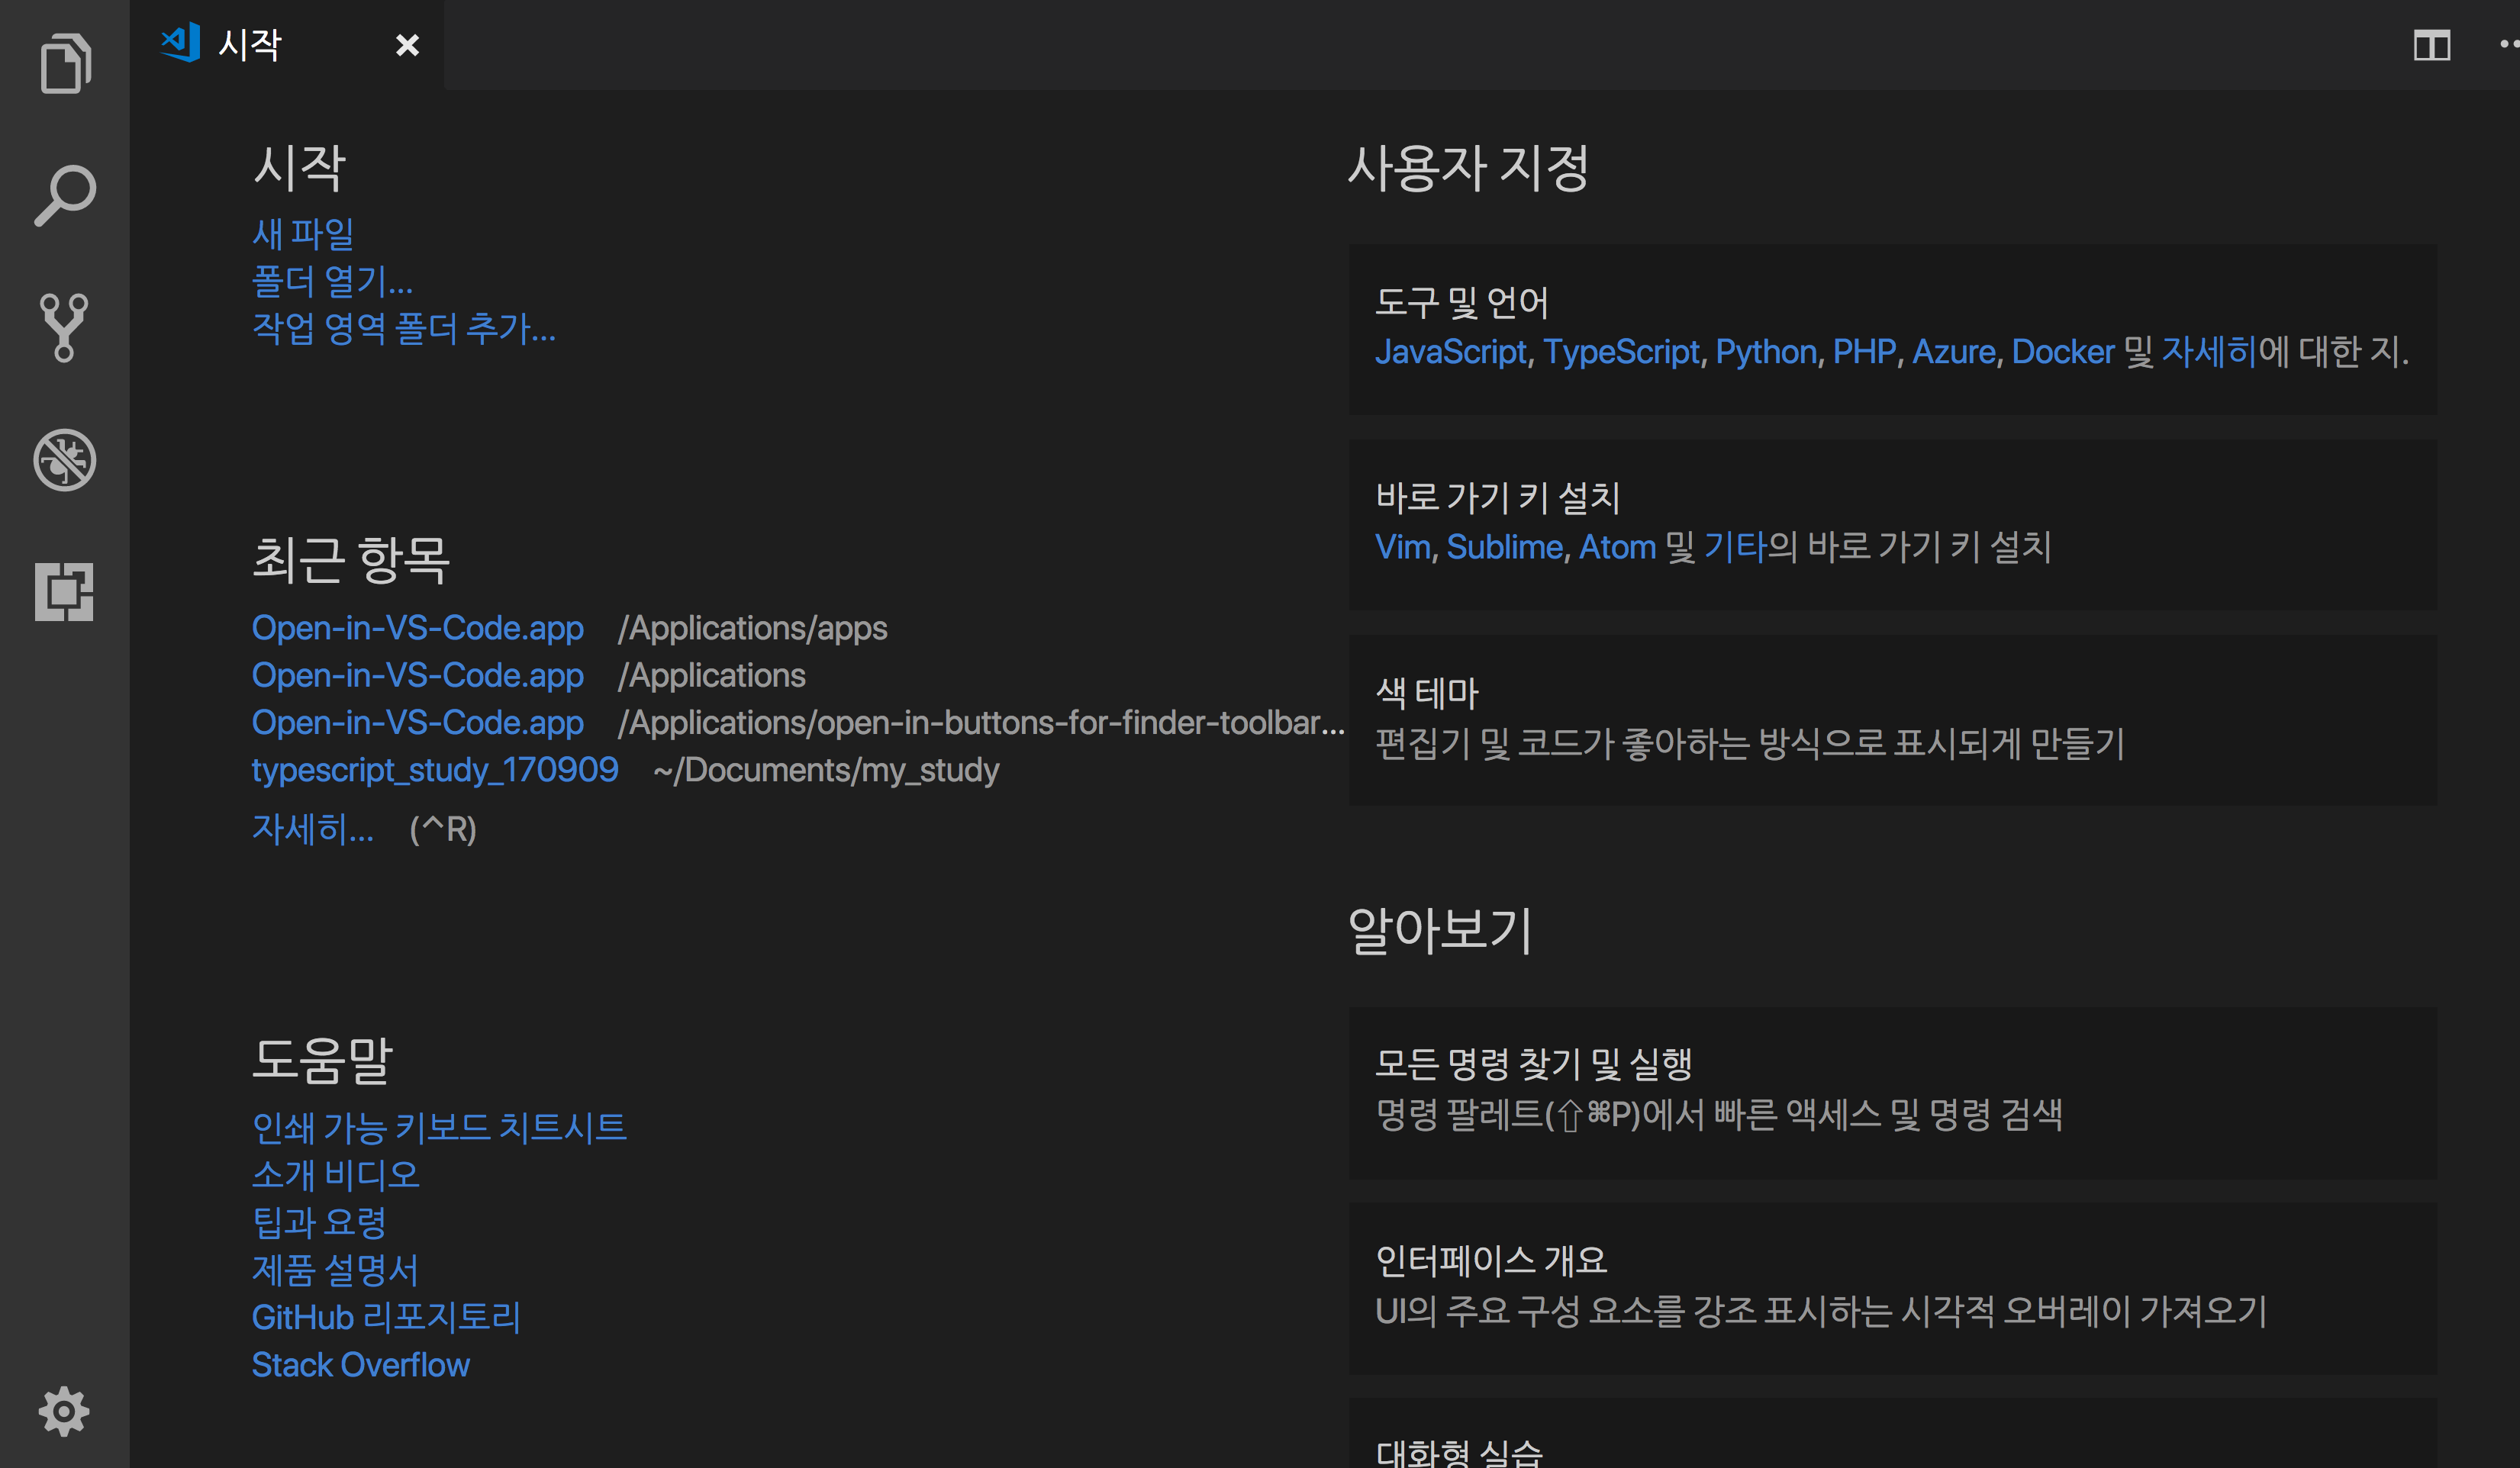 시작
시작
새 파일
폴더 열기...
작업 영역 폴더 추가...
최근 항목
Open-in-VS-Code.app /Applications/apps
Open-in-VS-Code.app /Applications
Open-in-VS-Code.app /Applications/open-in-buttons-for-finder-toolbar...
typescript_study_170909 ~/Documents/my_study
자세히... (^R)
도움말
인쇄 가능 키보드 치트시트
소개 비디오
팁과 요령
제품 설명서
GitHub 리포지토리
Stack Overflow
사용자 지정
도구 및 언어
JavaScript, TypeScript, Python, PHP, Azure, Docker 및 자세히에 대한 지.
바로 가기 키 설치
Vim, Sublime, Atom 및 기타의 바로 가기 키 설치
색 테마
편집기 및 코드가 좋아하는 방식으로 표시되게 만들기
알아보기
모든 명령 찾기 및 실행
명령 팔레트(⇧⌘P)에서 빠른 액세스 및 명령 검색
인터페이스 개요
UI의 주요 구성 요소를 강조 표시하는 시각적 오버레이 가져오기
대화형 실습